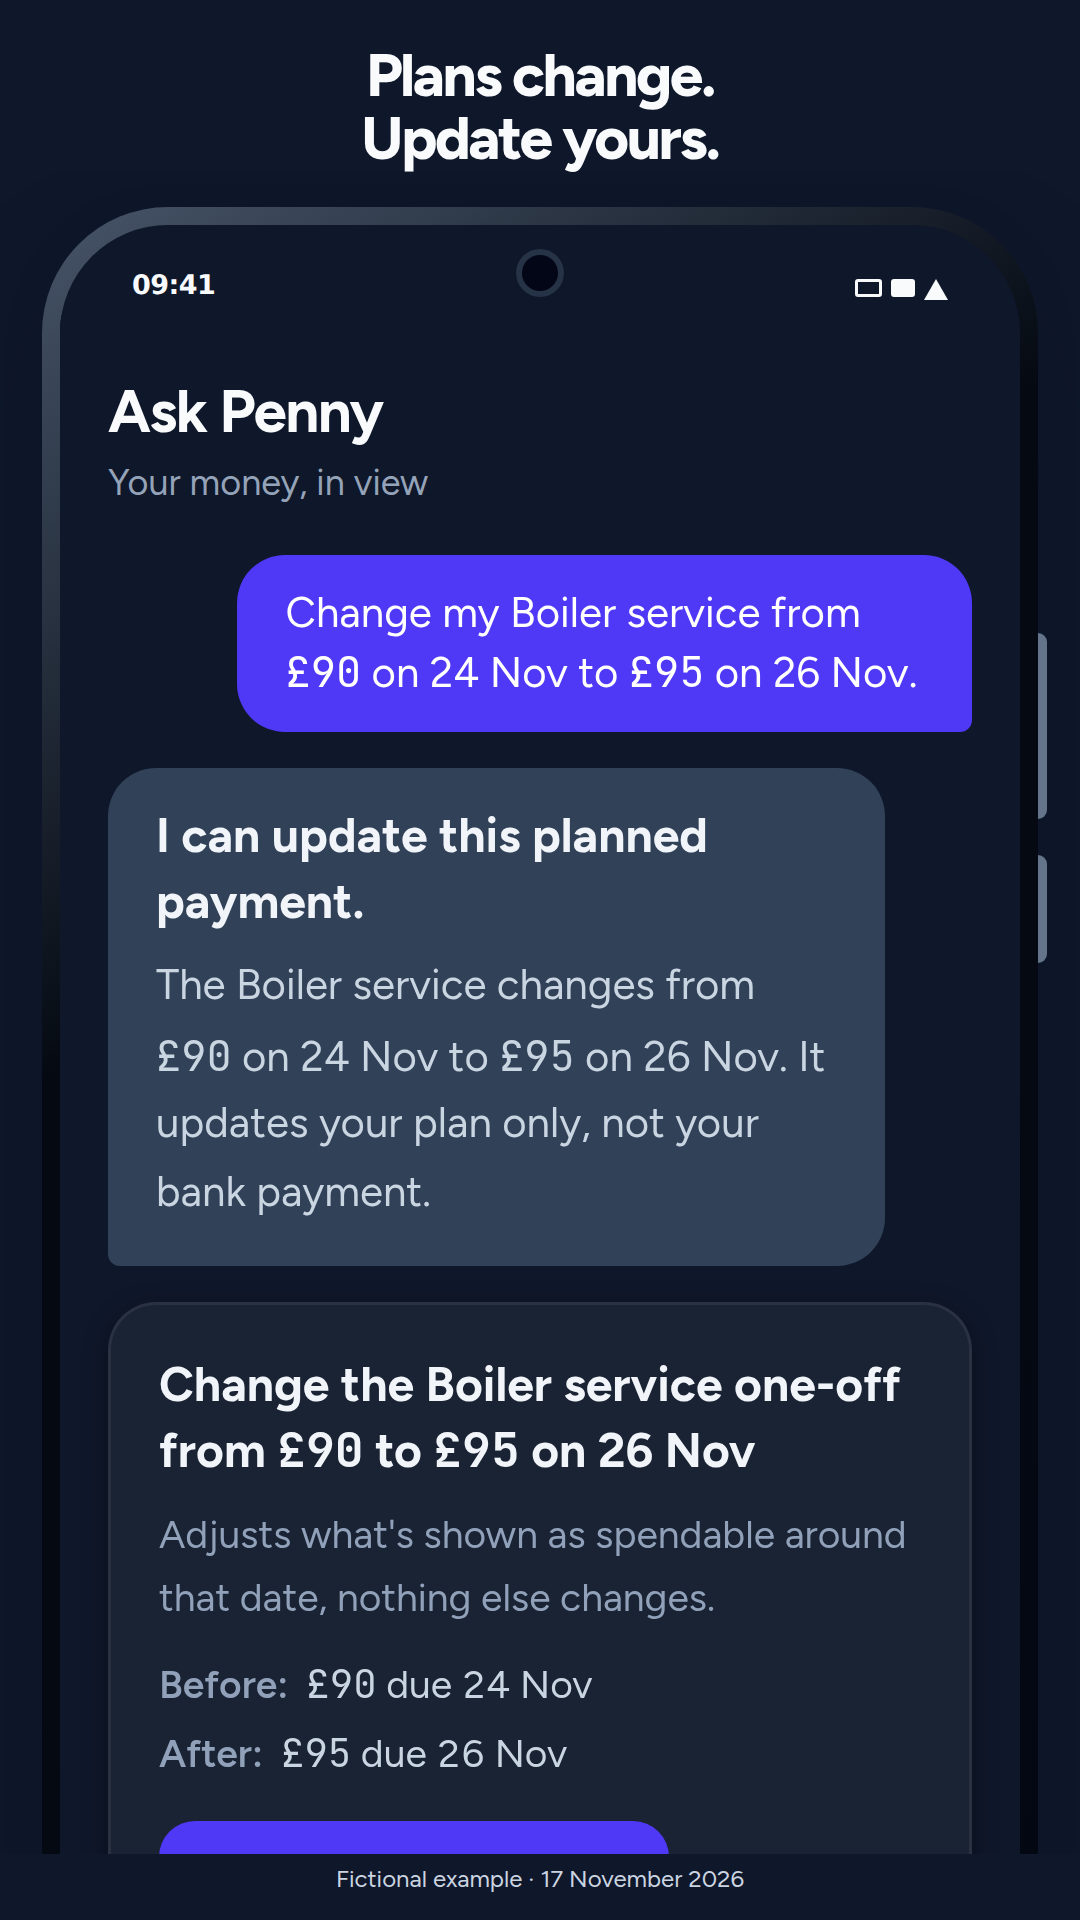 Plans change.
Update yours.
09:41
Ask Penny
Your money, in view
Change my Boiler service from
£90 on 24 Nov to £95 on 26 Nov.
I can update this planned
payment.
The Boiler service changes from
£90 on 24 Nov to £95 on 26 Nov. It
updates your plan only, not your
bank payment.
Change the Boiler service one-off
from £90 to £95 on 26 Nov
Adjusts what's shown as spendable around
that date, nothing else changes.
Before: £90 due 24 Nov
After: £95 due 26 Nov
Fictional example · 17 November 2026